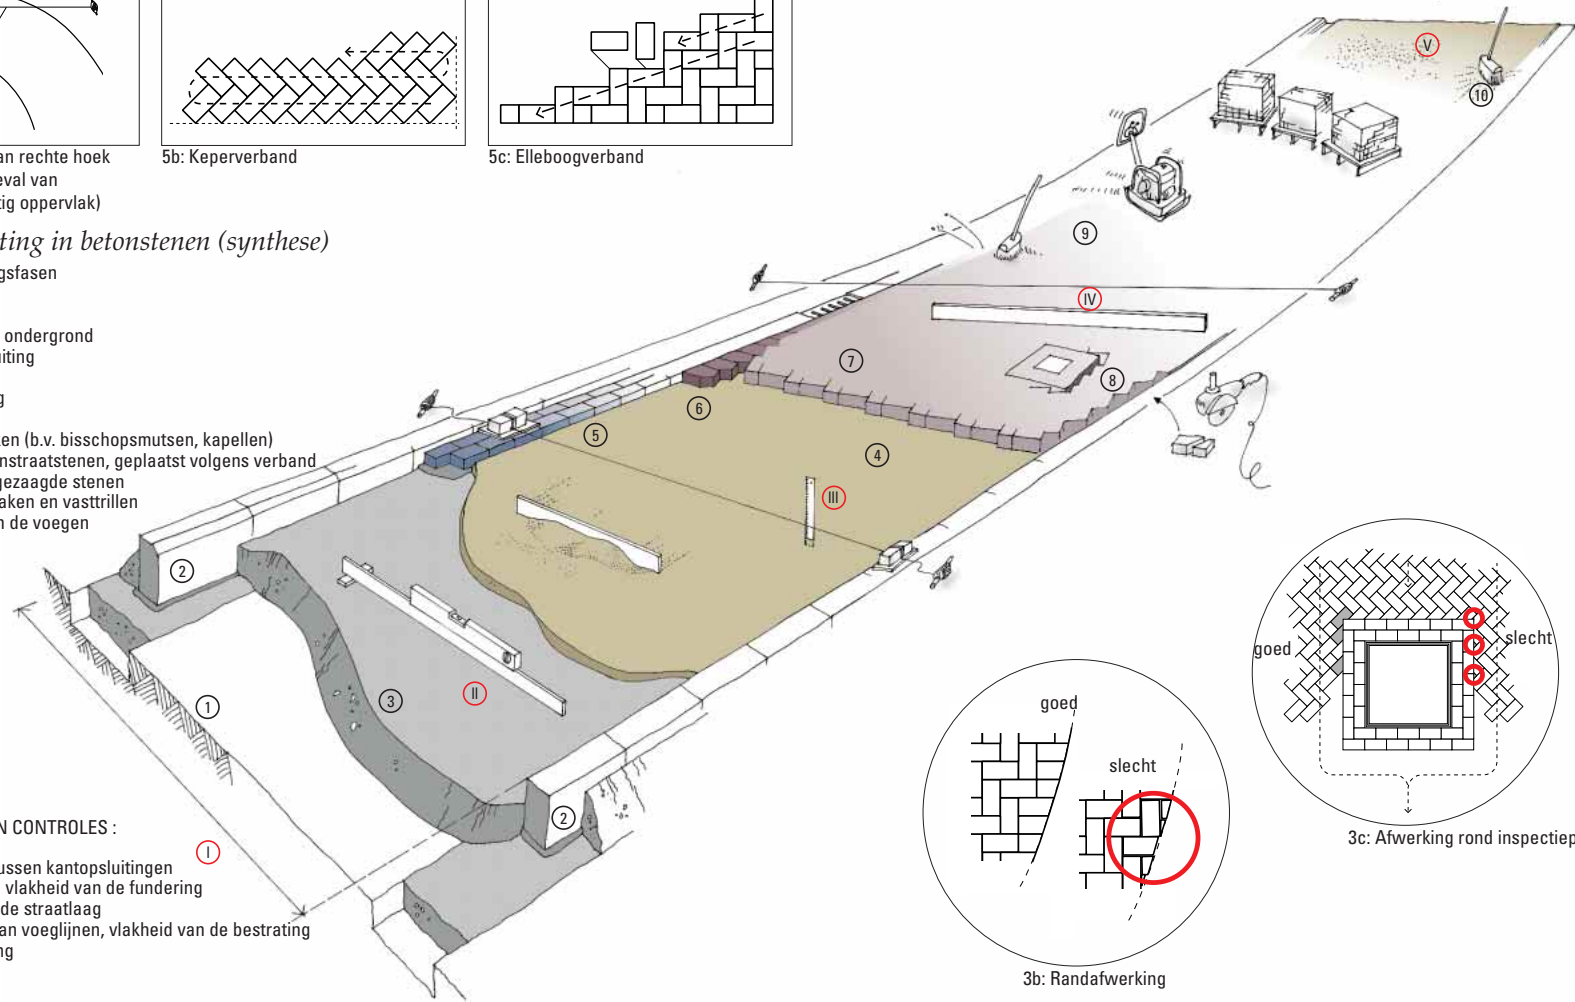 an rechte hoek
eval van
tig oppervlak)
5b: Keperverband
5c: Elleboogverband
ting in betonstenen (synthese)
gsfasen
ondergrond
uiting
g
ken (b.v. bisschopsmutsen, kapellen)
nstraatstenen, geplaatst volgens verband
gezaagde stenen
aken en vasttrillen
n de voegen
V
10
9
IV
7
8
6
5
4
III
2
3
II
1
2
N CONTROLES :
I
ussen kantopsluitingen
vlakheid van de fundering
de straatlaag
an voeglijnen, vlakheid van de bestrating
ng
goed
slecht
3b: Randafwerking
goed
slecht
3c: Afwerking rond inspectiep